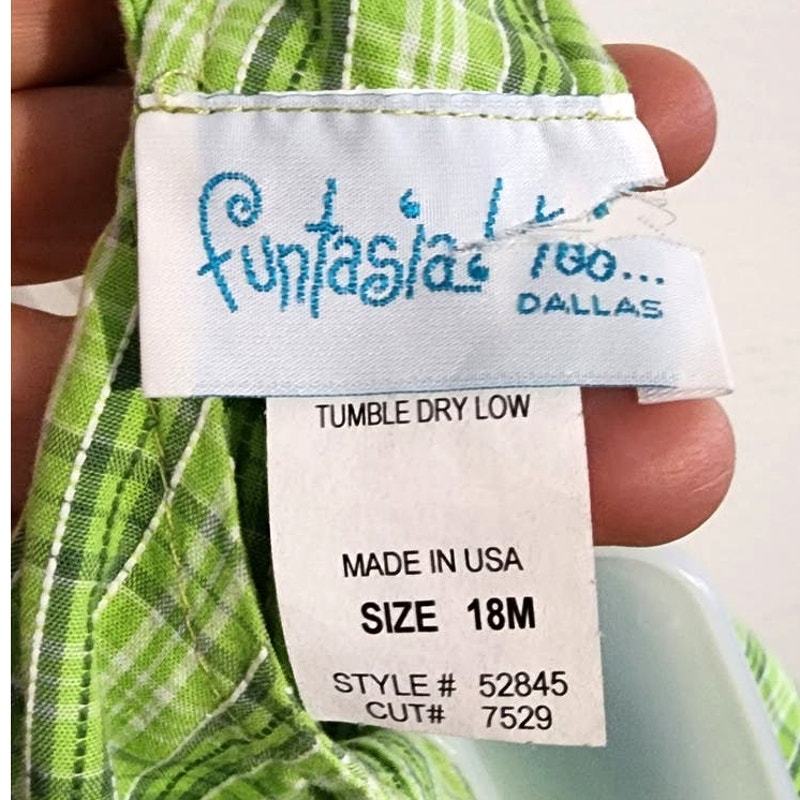 funtasia!
too...
DALLAS
TUMBLE DRY LOW
MADE IN USA
SIZE 18M
STYLE # 52845
CUT# 7529